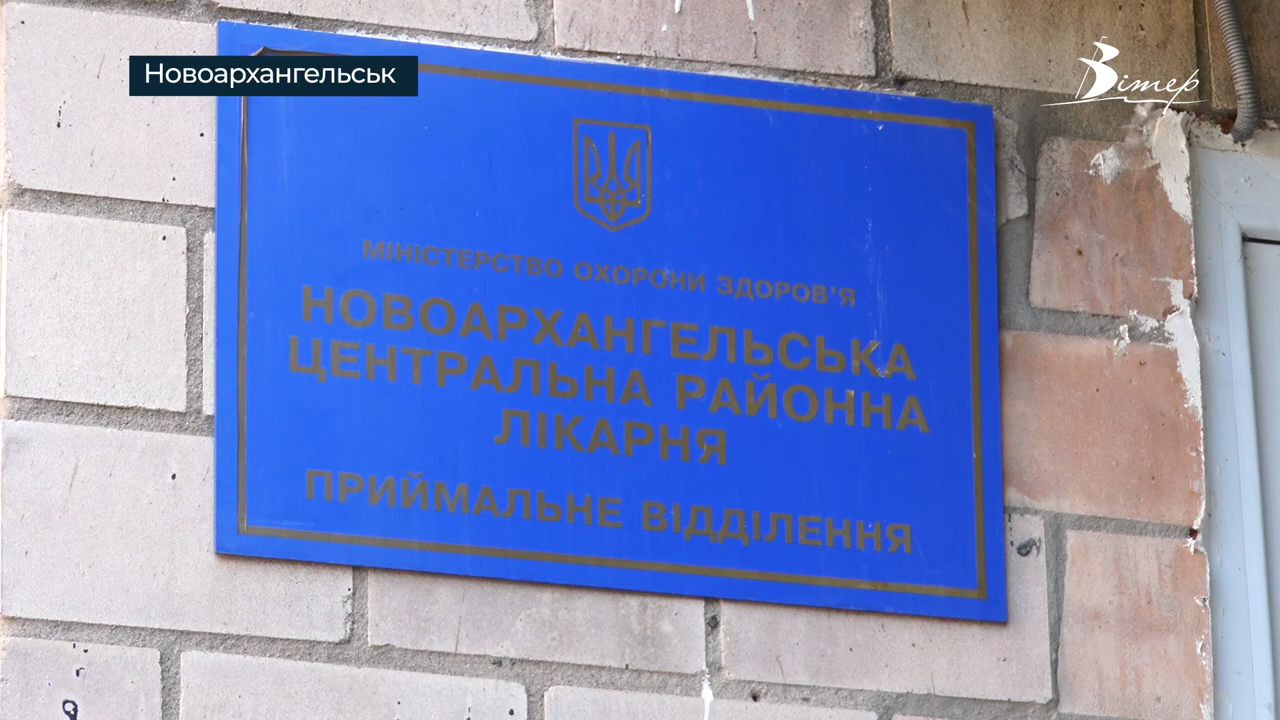 Новоархангельськ
Вітер
МІНІСТЕРСТВО ОХОРОНИ ЗДОРОВ'Я
НОВОАРХАНГЕЛЬСЬКА
ЦЕНТРАЛЬНА РАЙОННА
ЛІКАРНЯ
ПРИЙМАЛЬНЕ ВІДДІЛЕННЯ